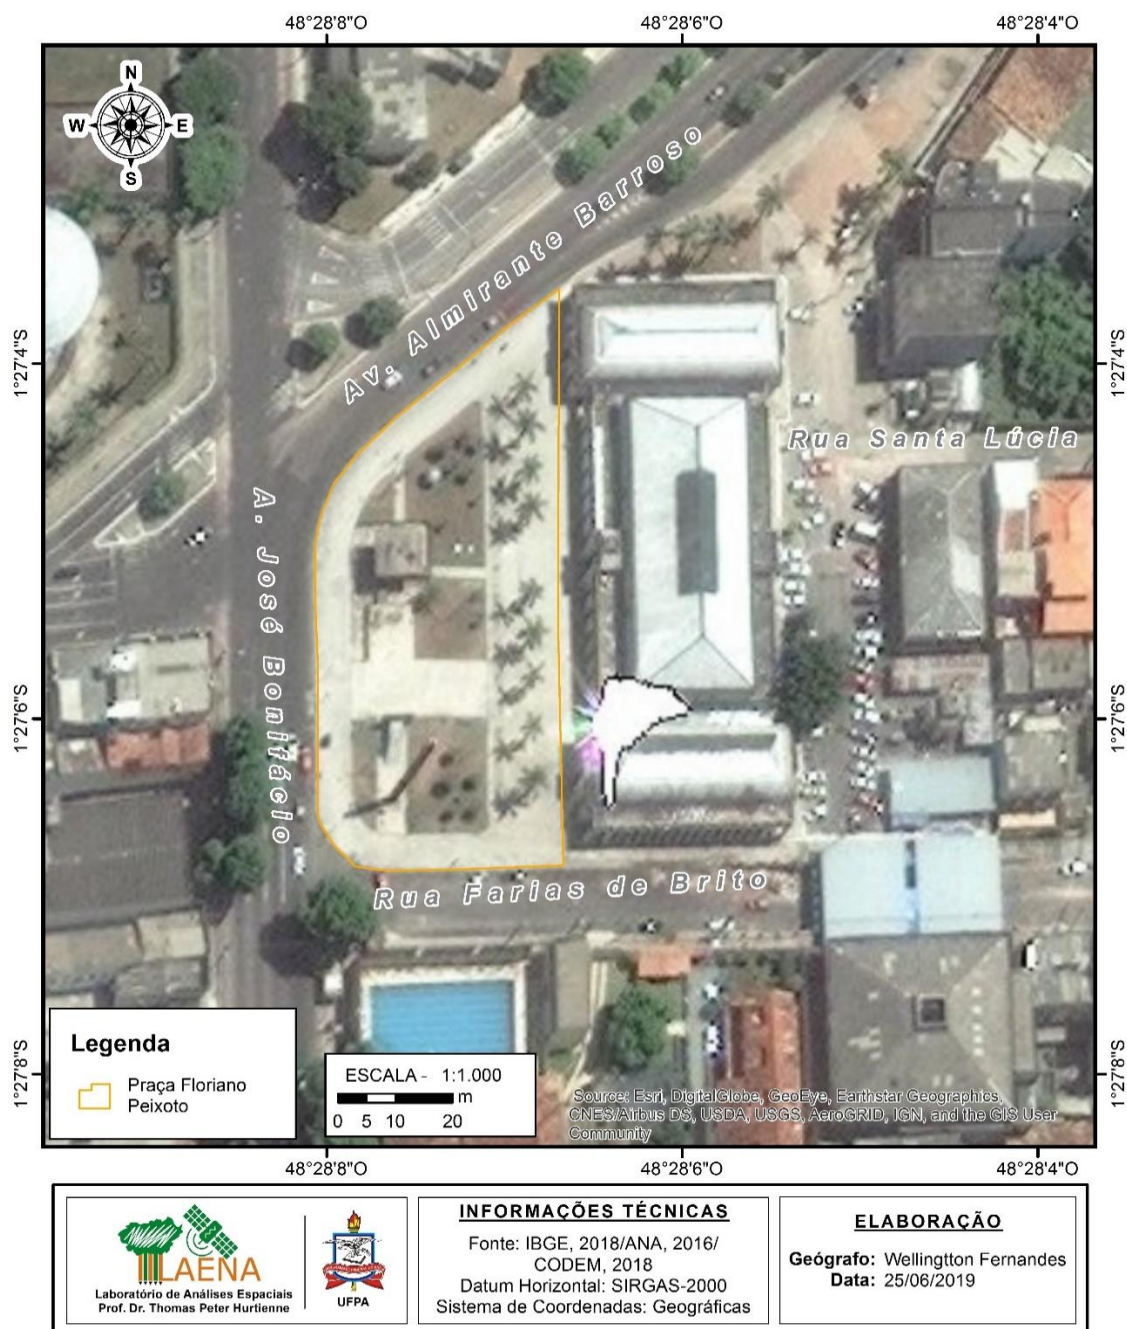 48°28'8"O
48°28'6"O
48°28'4"O
N
W
E
S
Av. Almirante Barroso
1°27'4"S
1°27'4"S
Rua Santa Lúcia
A. José Bonifácio
1°27'6"S
1°27'6"S
Rua Farias de Brito
Legenda
Praça Floriano
Peixoto
ESCALA - 1:1.000
m
0 5 10 20
1°27'8"S
1°27'8"S
Source: Esri, DigitalGlobe, GeoEye, Earthstar Geographics,
CNES/Airbus DS, USDA, USGS, AeroGRID, IGN, and the GIS User
Community
48°28'8"O
48°28'6"O
48°28'4"O
LAENA
Laboratório de Análises Espaciais
Prof. Dr. Thomas Peter Hurtienne
UFPA
INFORMAÇÕES TÉCNICAS
Fonte: IBGE, 2018/ANA, 2016/
CODEM, 2018
Datum Horizontal: SIRGAS-2000
Sistema de Coordenadas: Geográficas
ELABORAÇÃO
Geógrafo: Wellingtton Fernandes
Data: 25/06/2019